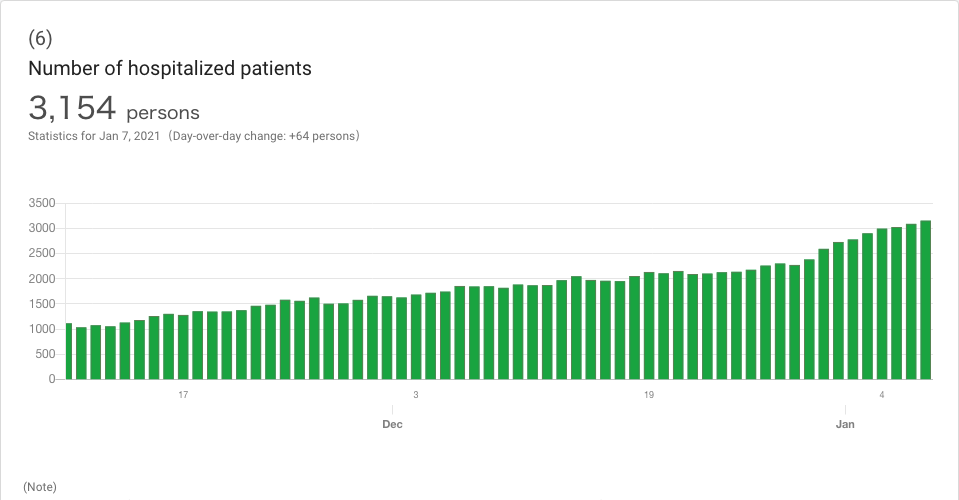 (6)
Number of hospitalized patients
3,154 persons
Statistics for Jan 7, 2021 (Day-over-day change: +64 persons)
3500
3000
2500
2000
1500
1000
500
0
17 3 19 4
Dec Jan
(Note)